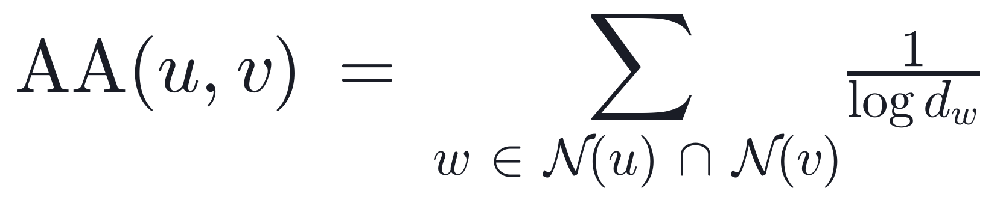 AA(u, v) = ∑ 1
log d_w
w ∈ 𝒩(u) ∩ 𝒩(v)